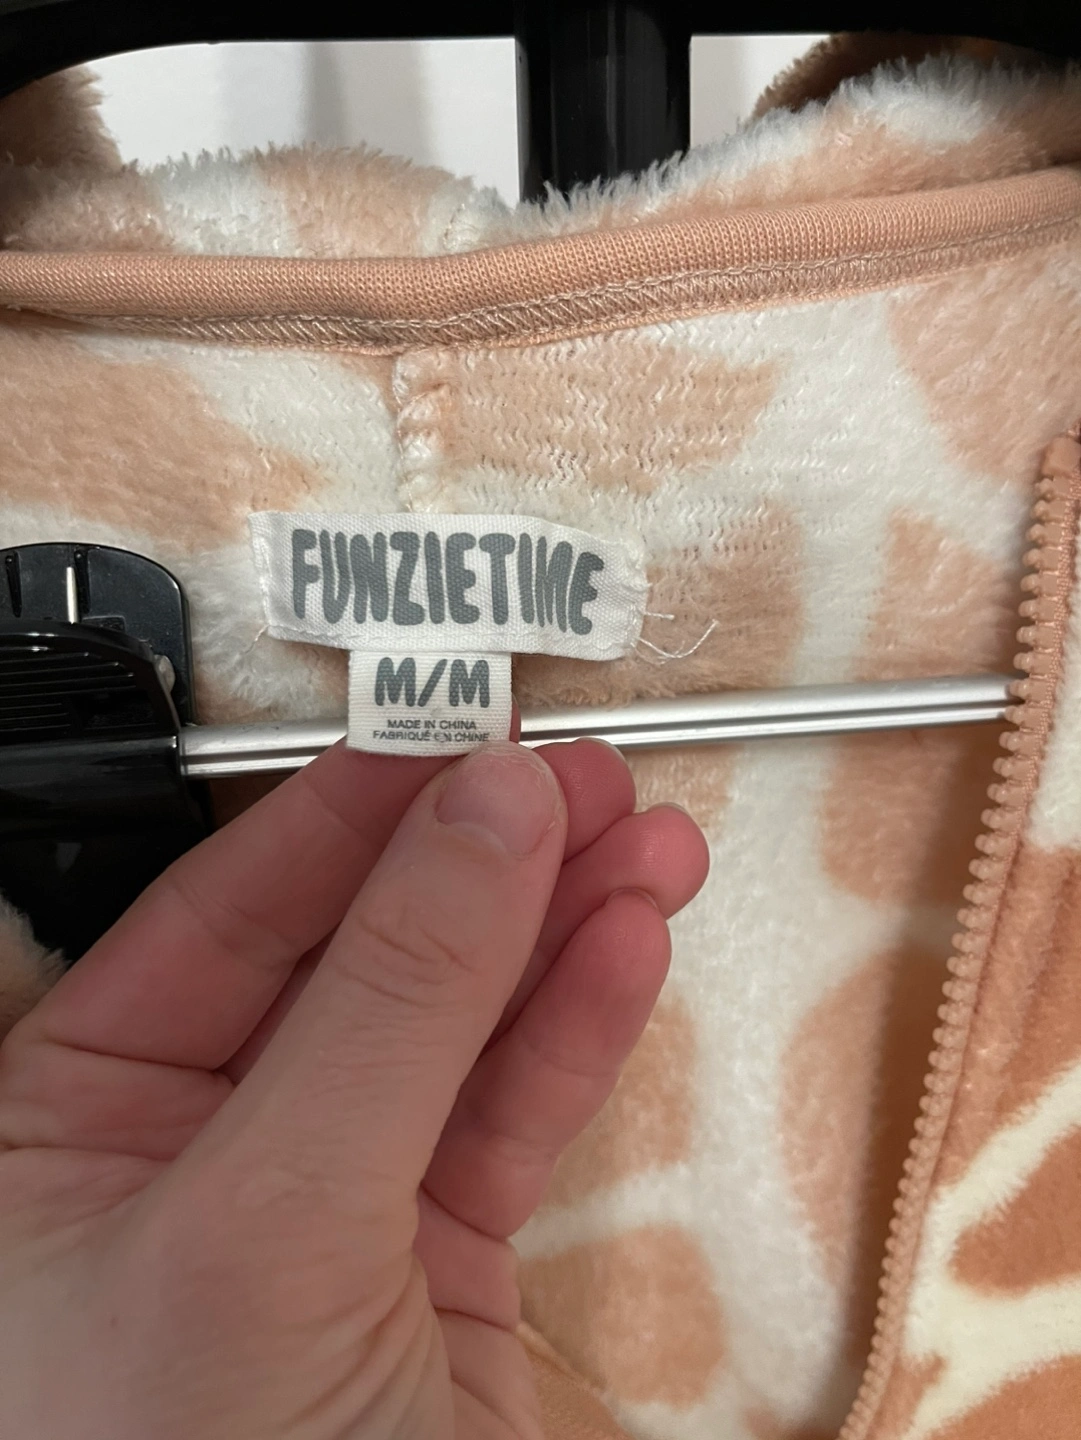 FUNZIETIME
M/M
MADE IN CHINA
FABRIQUÉ EN CHINE